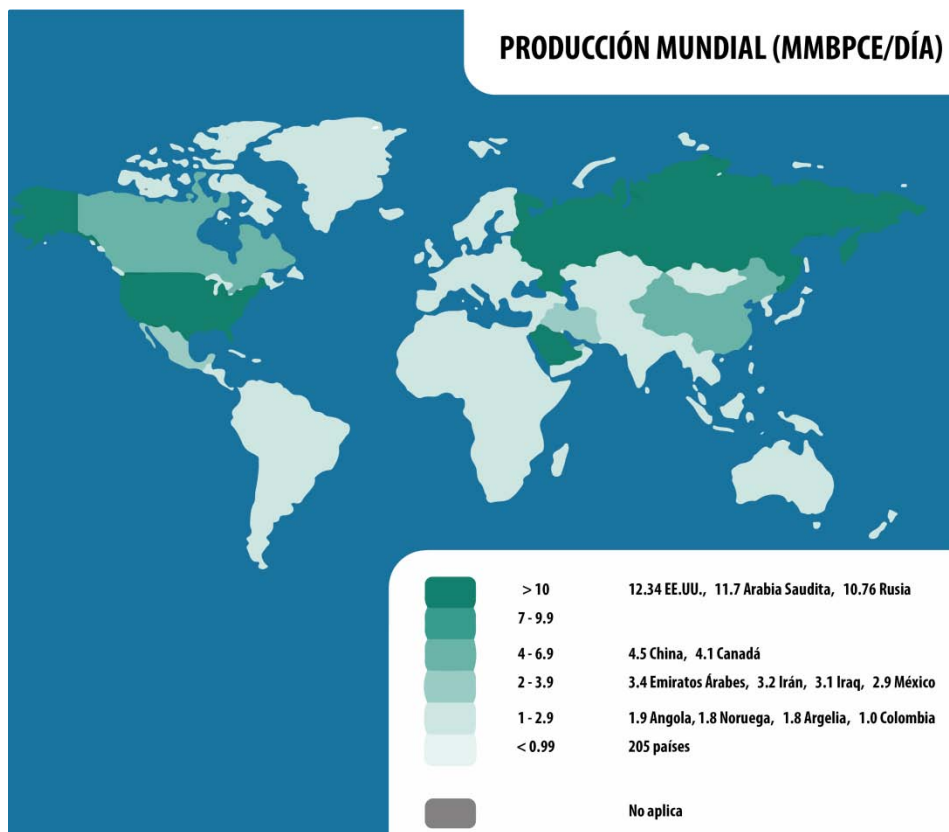 PRODUCCIÓN MUNDIAL (MMBPCE/DÍA)
> 10 12.34 EE.UU., 11.7 Arabia Saudita, 10.76 Rusia
7 - 9.9
4 - 6.9 4.5 China, 4.1 Canadá
2 - 3.9 3.4 Emiratos Árabes, 3.2 Irán, 3.1 Iraq, 2.9 México
1 - 2.9 1.9 Angola, 1.8 Noruega, 1.8 Argelia, 1.0 Colombia
< 0.99 205 países
No aplica